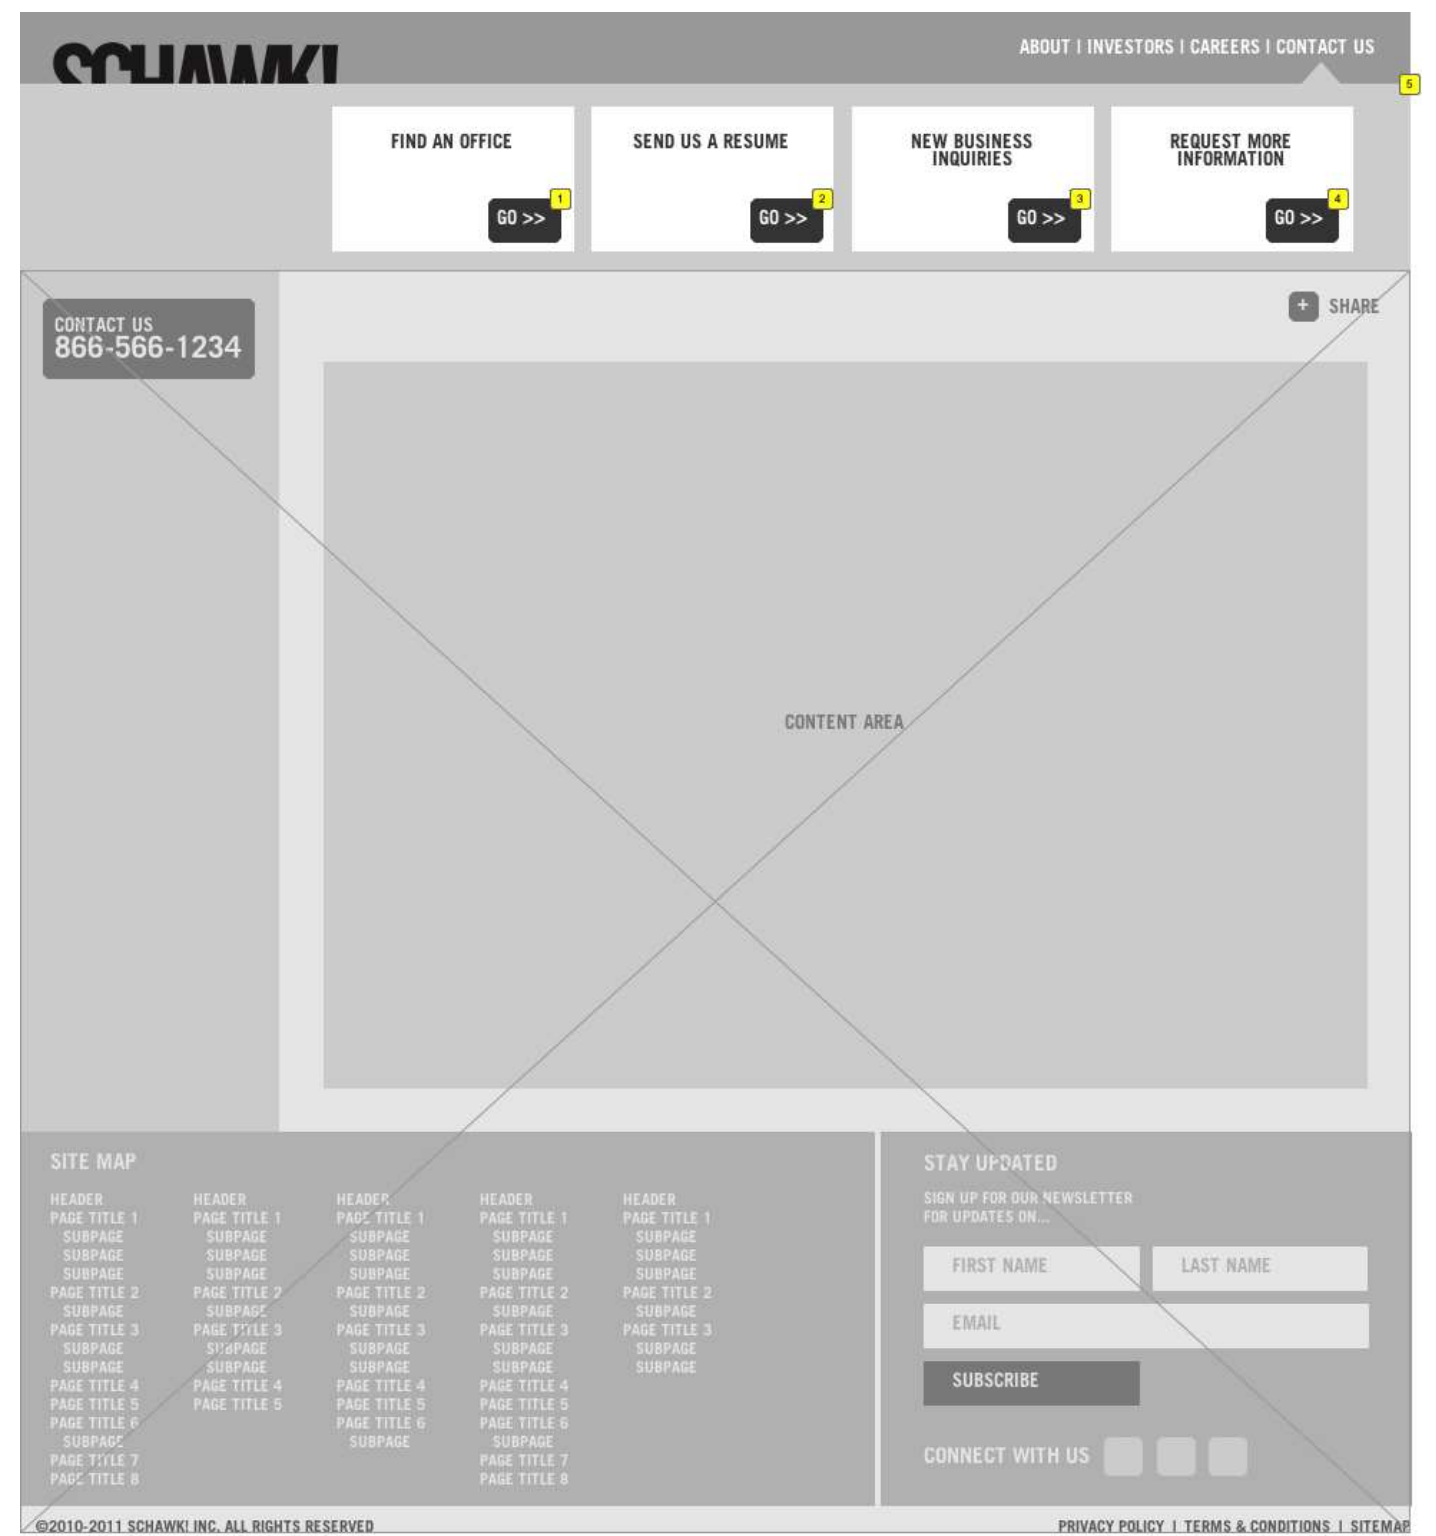 SCHAWK!
ABOUT | INVESTORS | CAREERS | CONTACT US
5
FIND AN OFFICE
GO >>
1
SEND US A RESUME
GO >>
2
NEW BUSINESS
INQUIRIES
GO >>
3
REQUEST MORE
INFORMATION
GO >>
4
CONTACT US
866-566-1234
+ SHARE
CONTENT AREA
SITE MAP
HEADER
PAGE TITLE 1
SUBPAGE
SUBPAGE
SUBPAGE
PAGE TITLE 2
SUBPAGE
PAGE TITLE 3
SUBPAGE
SUBPAGE
PAGE TITLE 4
PAGE TITLE 5
PAGE TITLE 6
SUBPAGE
PAGE TITLE 7
PAGE TITLE 8
HEADER
PAGE TITLE 1
SUBPAGE
SUBPAGE
SUBPAGE
PAGE TITLE 2
SUBPAGE
PAGE TITLE 3
SUBPAGE
SUBPAGE
PAGE TITLE 4
PAGE TITLE 5
HEADER
PAGE TITLE 1
SUBPAGE
SUBPAGE
SUBPAGE
PAGE TITLE 2
SUBPAGE
PAGE TITLE 3
SUBPAGE
SUBPAGE
PAGE TITLE 4
PAGE TITLE 5
PAGE TITLE 6
SUBPAGE
HEADER
PAGE TITLE 1
SUBPAGE
SUBPAGE
SUBPAGE
PAGE TITLE 2
SUBPAGE
PAGE TITLE 3
SUBPAGE
SUBPAGE
PAGE TITLE 4
PAGE TITLE 5
PAGE TITLE 6
SUBPAGE
PAGE TITLE 7
PAGE TITLE 8
HEADER
PAGE TITLE 1
SUBPAGE
SUBPAGE
SUBPAGE
PAGE TITLE 2
SUBPAGE
PAGE TITLE 3
SUBPAGE
SUBPAGE
STAY UPDATED
SIGN UP FOR OUR NEWSLETTER
FOR UPDATES ON...
FIRST NAME
LAST NAME
EMAIL
SUBSCRIBE
CONNECT WITH US
©2010-2011 SCHAWK! INC. ALL RIGHTS RESERVED
PRIVACY POLICY | TERMS & CONDITIONS | SITEMAP